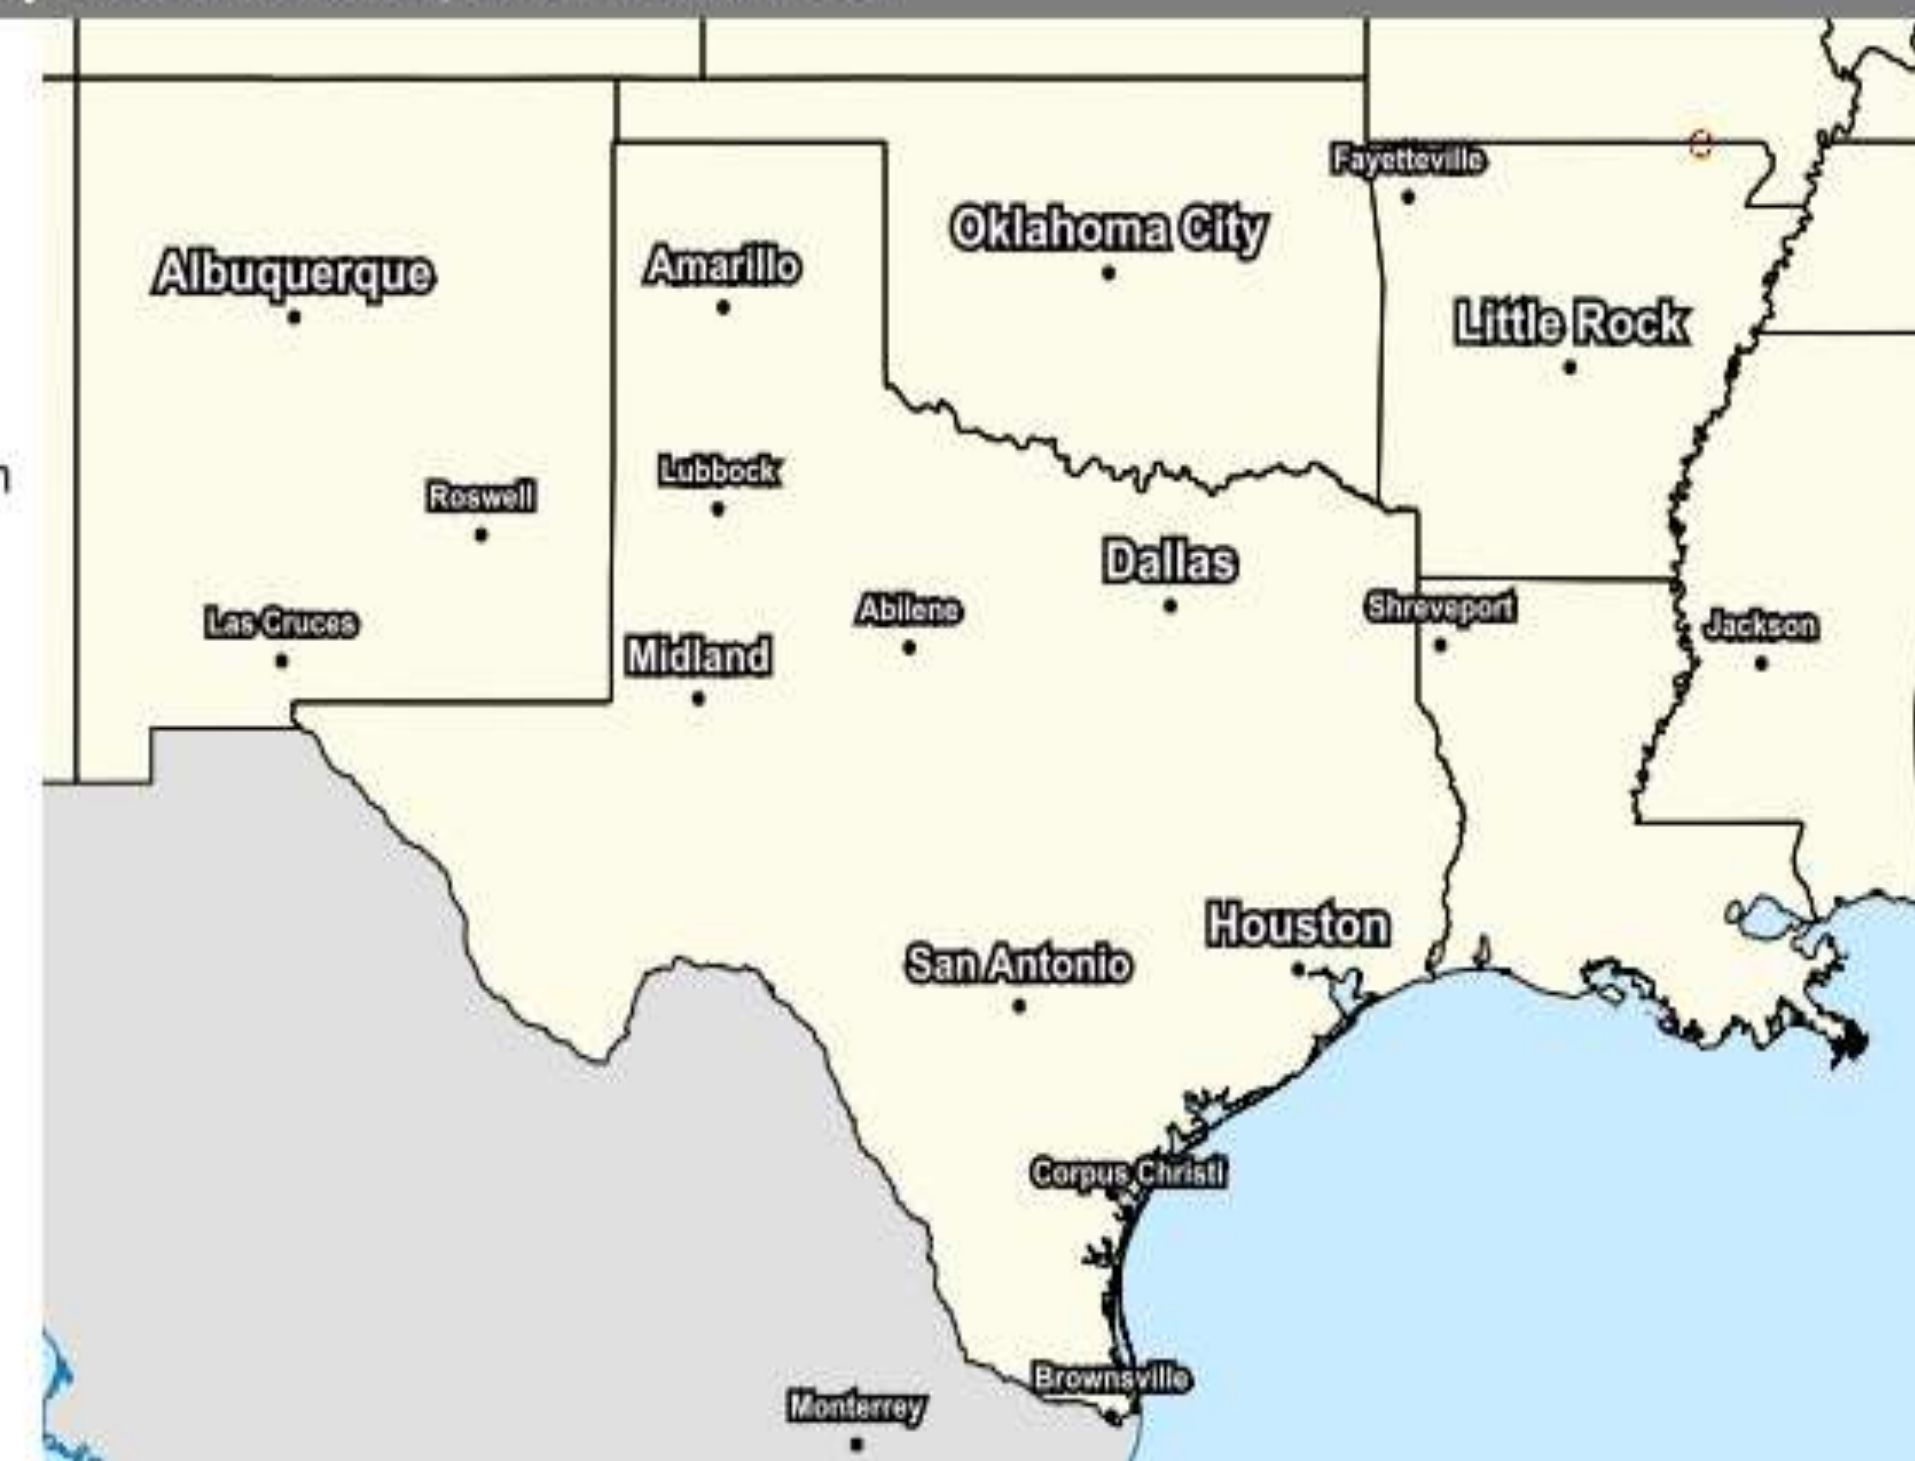 Fayetteville
Oklahoma City
Albuquerque
Amarillo
Little Rock
Lubbock
Roswell
Dallas
Abilene
Shreveport
Las Cruces
Jackson
Midland
Houston
San Antonio
Corpus Christi
Brownsville
Monterrey